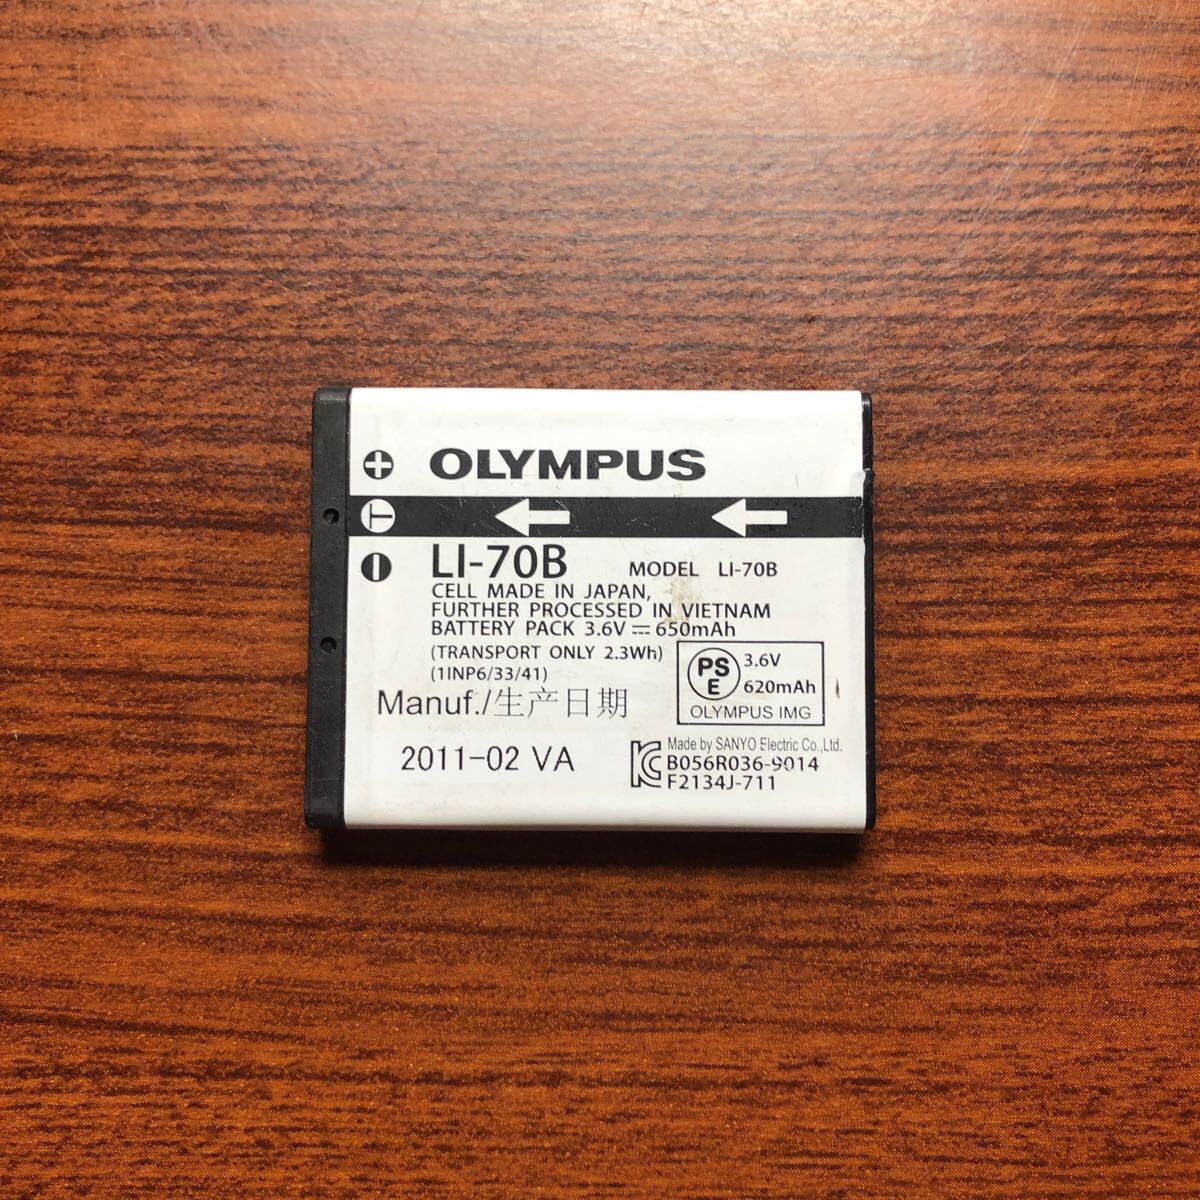 OLYMPUS
LI-70B MODEL LI-70B
CELL MADE IN JAPAN,
FURTHER PROCESSED IN VIETNAM
BATTERY PACK 3.6V ⎓ 650mAh
(TRANSPORT ONLY 2.3Wh)
(1INP6/33/41)
PS E 3.6V
620mAh
OLYMPUS IMG
Manuf./生产日期
2011-02 VA
Made by SANYO Electric Co.,Ltd.
B056R036-9014
F2134J-711